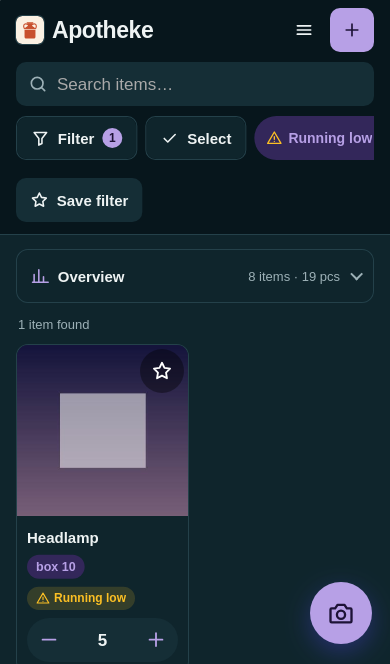 Apotheke
Search items…
Filter 1
Select
Running low
Save filter
Overview
8 items · 19 pcs
1 item found
Headlamp
box 10
Running low
5